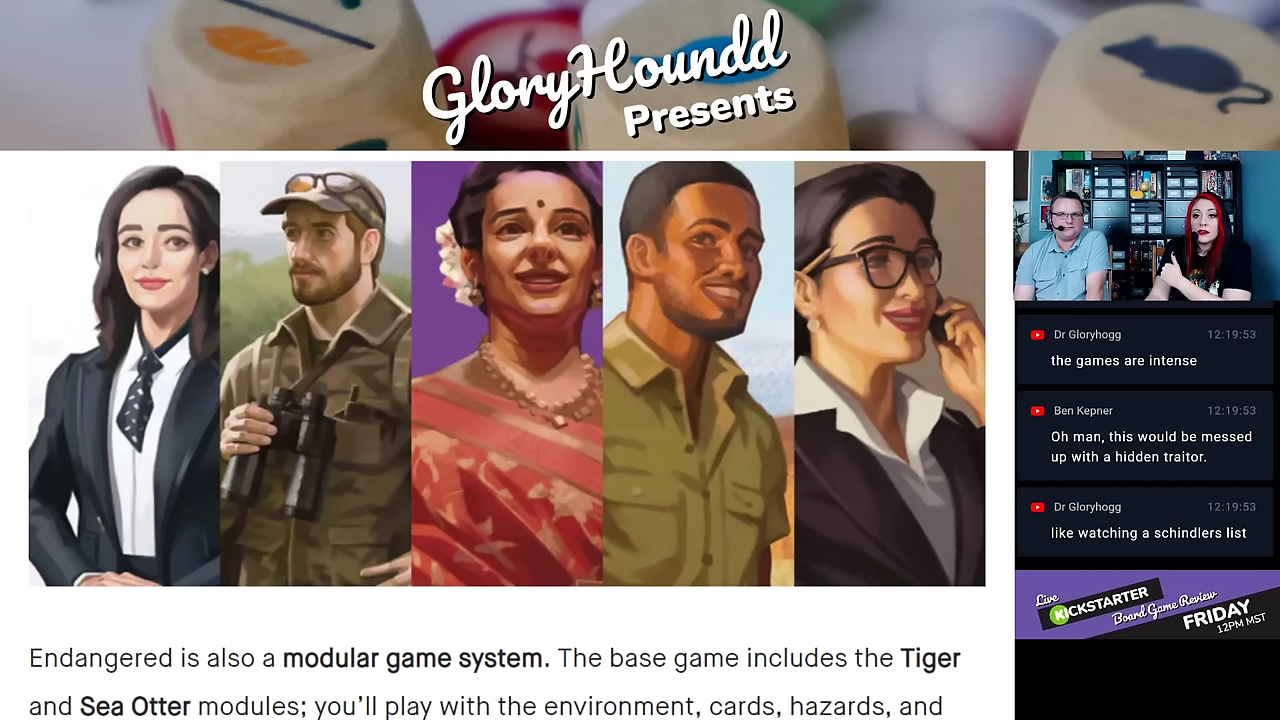 GloryHoundd
Presents
Dr Gloryhogg 12:19:53
the games are intense
Ben Kepner 12:19:53
Oh man, this would be messed
up with a hidden traitor.
Dr Gloryhogg 12:19:53
like watching a schindlers list
Live
KICKSTARTER
Board Game Review
FRIDAY
12PM MST
Endangered is also a modular game system. The base game includes the Tiger
and Sea Otter modules; you’ll play with the environment, cards, hazards, and